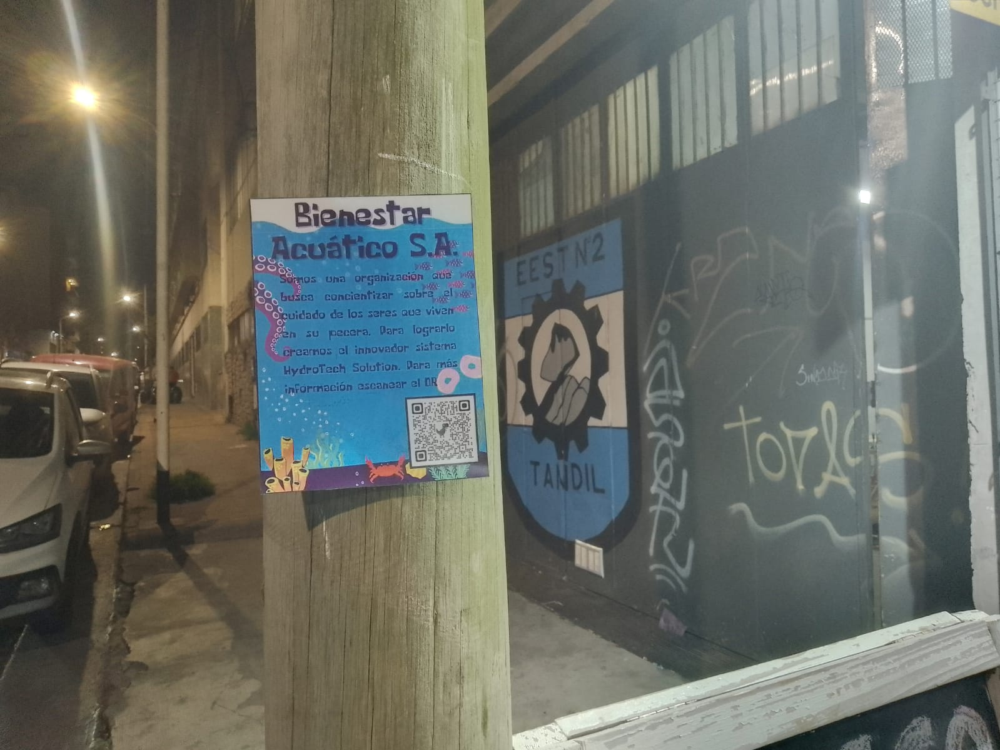 Bienestar
Acuático S.A.
Somos una organización que
busca concientizar sobre el
cuidado de los seres que viven
en su pecera. Para lograrlo
creamos el innovador sistema
HydroTech Solution. Para más
información escanear el QR
EEST N°2
TANDIL